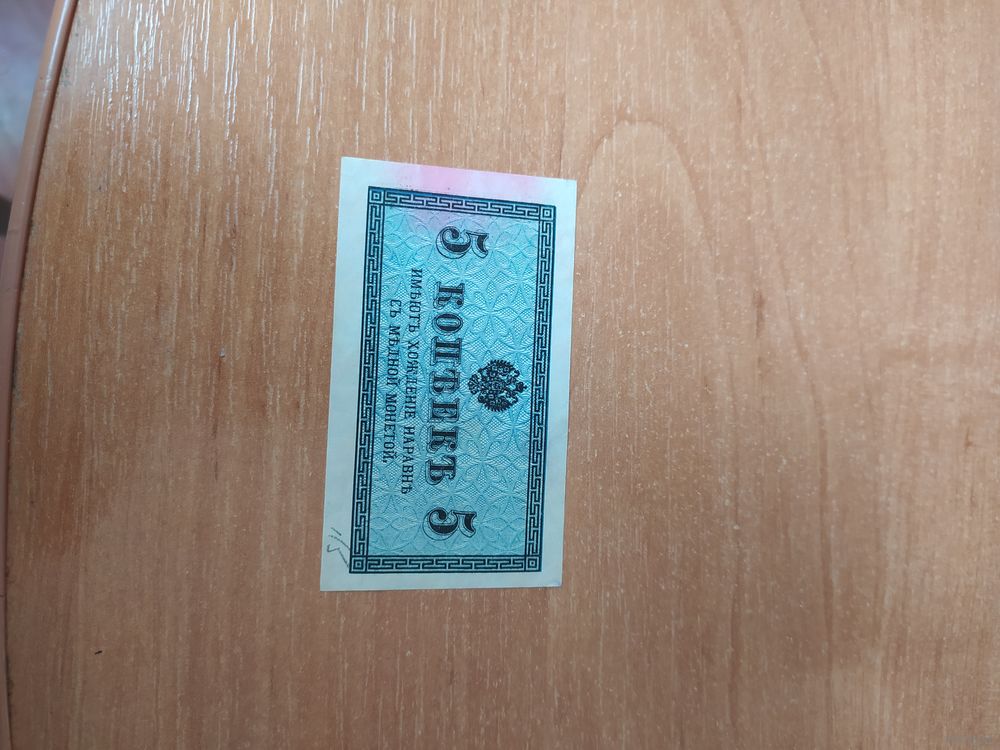 5 КОПѢЕКЪ 5
ИМѢЮТЪ ХОЖДЕНІЕ НАРАВНѢ
СЪ МѢДНОЙ МОНЕТОЙ.